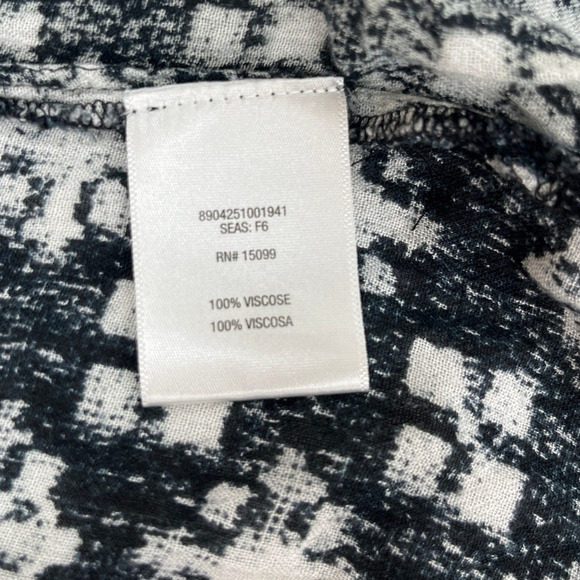 8904251001941
SEAS: F6
RN# 15099
100% VISCOSE
100% VISCOSA